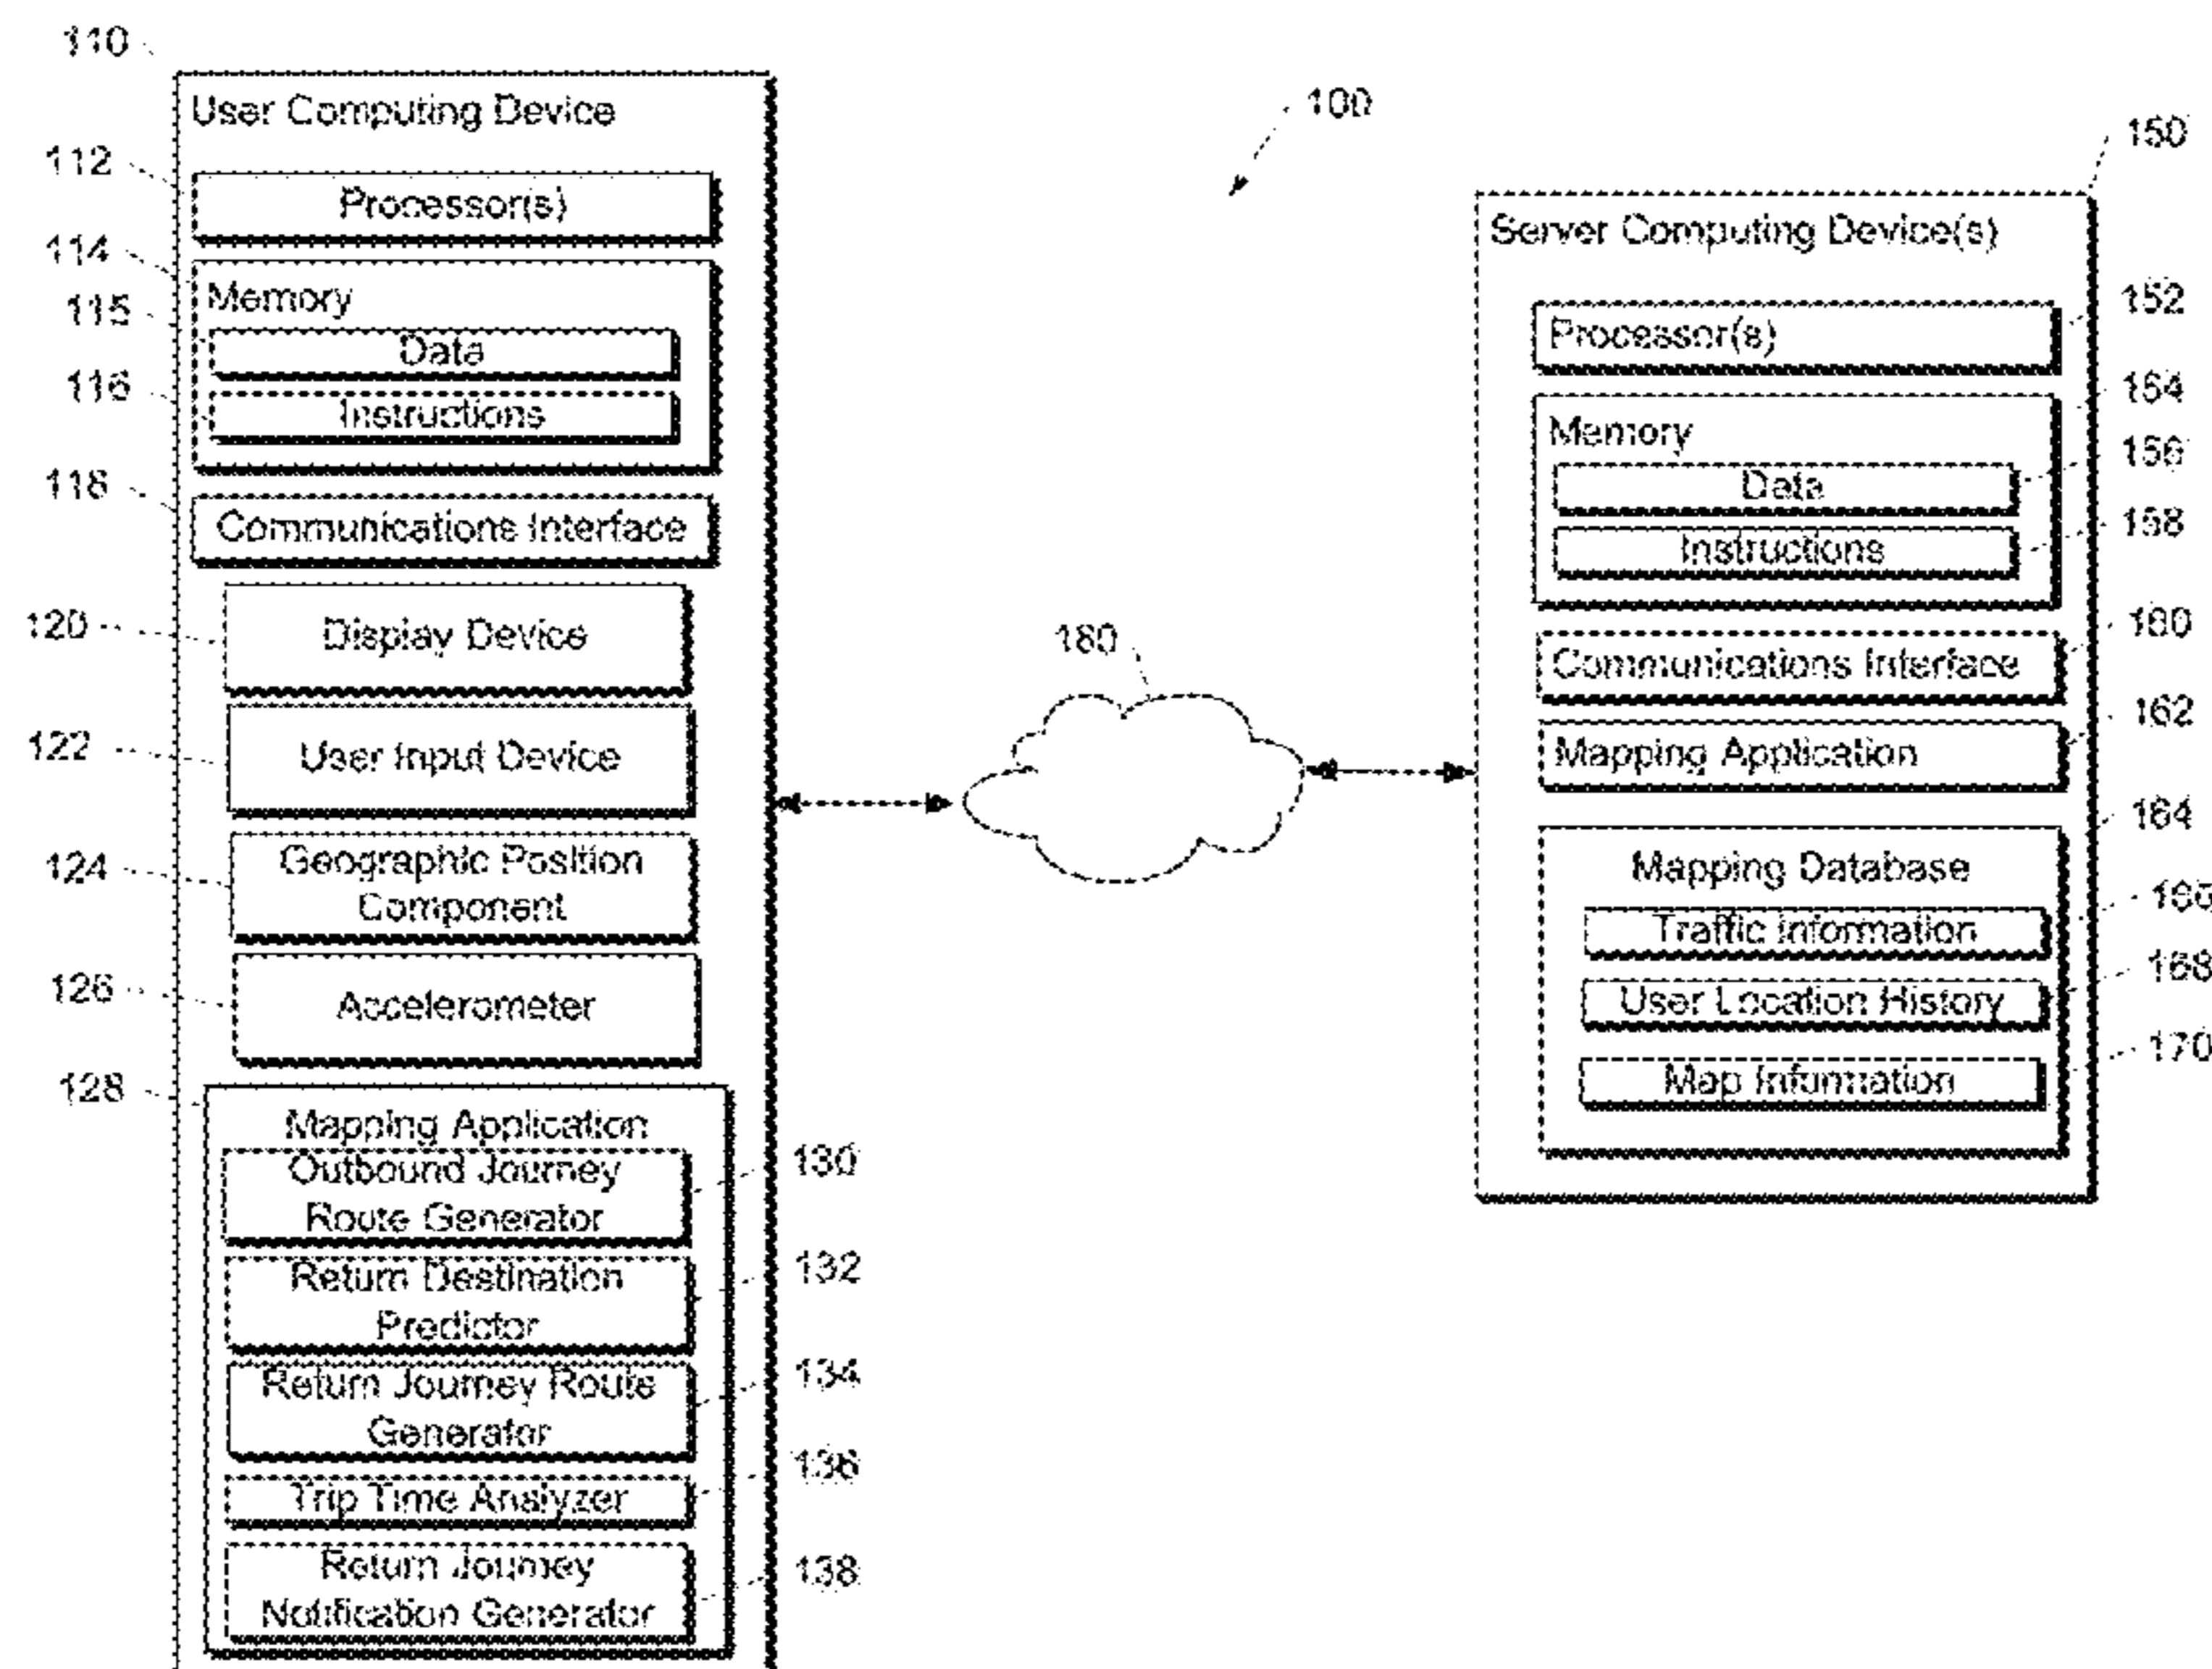 110
User Computing Device
112
Processor(s)
114
Memory
115
Data
116
Instructions
118
Communications Interface
120
Display Device
122
User Input Device
124
Geographic Position
Component
126
Accelerometer
128
Mapping Application
130
Outbound Journey
Route Generator
132
Return Destination
Predictor
134
Return Journey Route
Generator
136
Trip Time Analyzer
138
Return Journey
Notification Generator
100
180
150
Server Computing Device(s)
152
Processor(s)
154
Memory
156
Data
158
Instructions
160
Communications Interface
162
Mapping Application
164
Mapping Database
166
Traffic Information
168
User Location History
170
Map Information